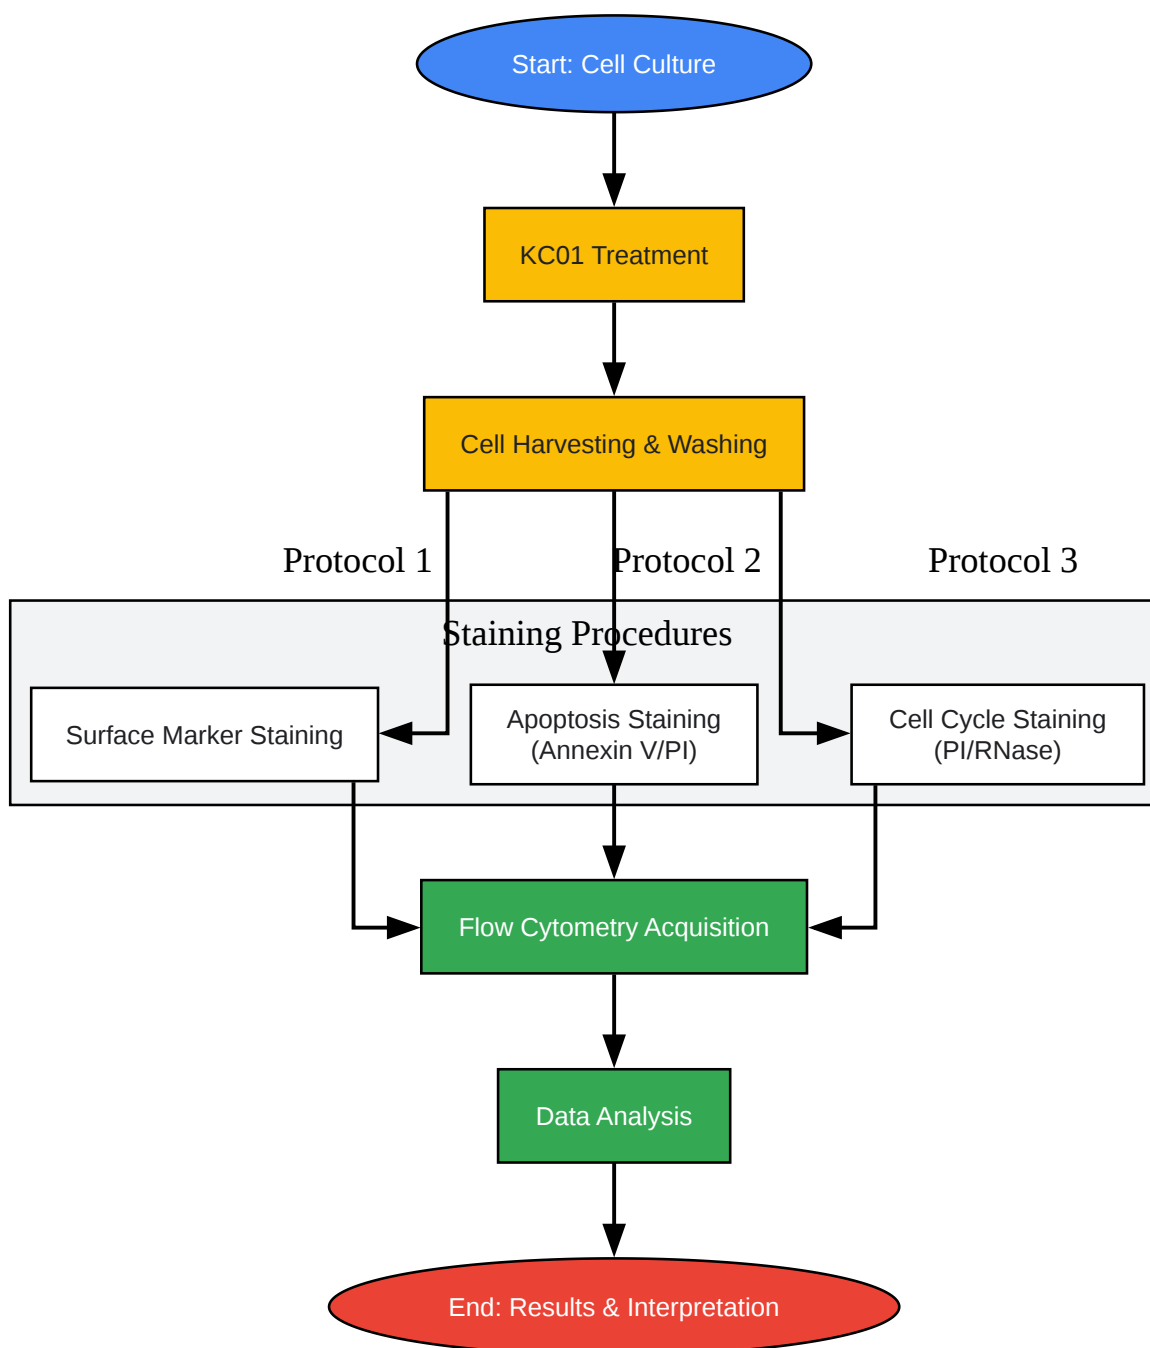 Start: Cell Culture
KC01 Treatment
Cell Harvesting & Washing
Protocol 1
Protocol 2
Protocol 3
Staining Procedures
Surface Marker Staining
Apoptosis Staining
(Annexin V/PI)
Cell Cycle Staining
(PI/RNase)
Flow Cytometry Acquisition
Data Analysis
End: Results & Interpretation